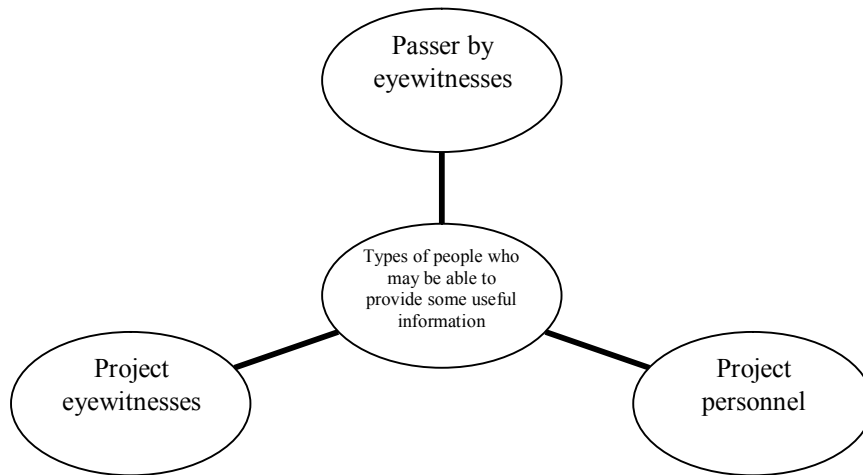 Passer by
eyewitnesses
Types of people who
may be able to
provide some useful
information
Project
eyewitnesses
Project
personnel